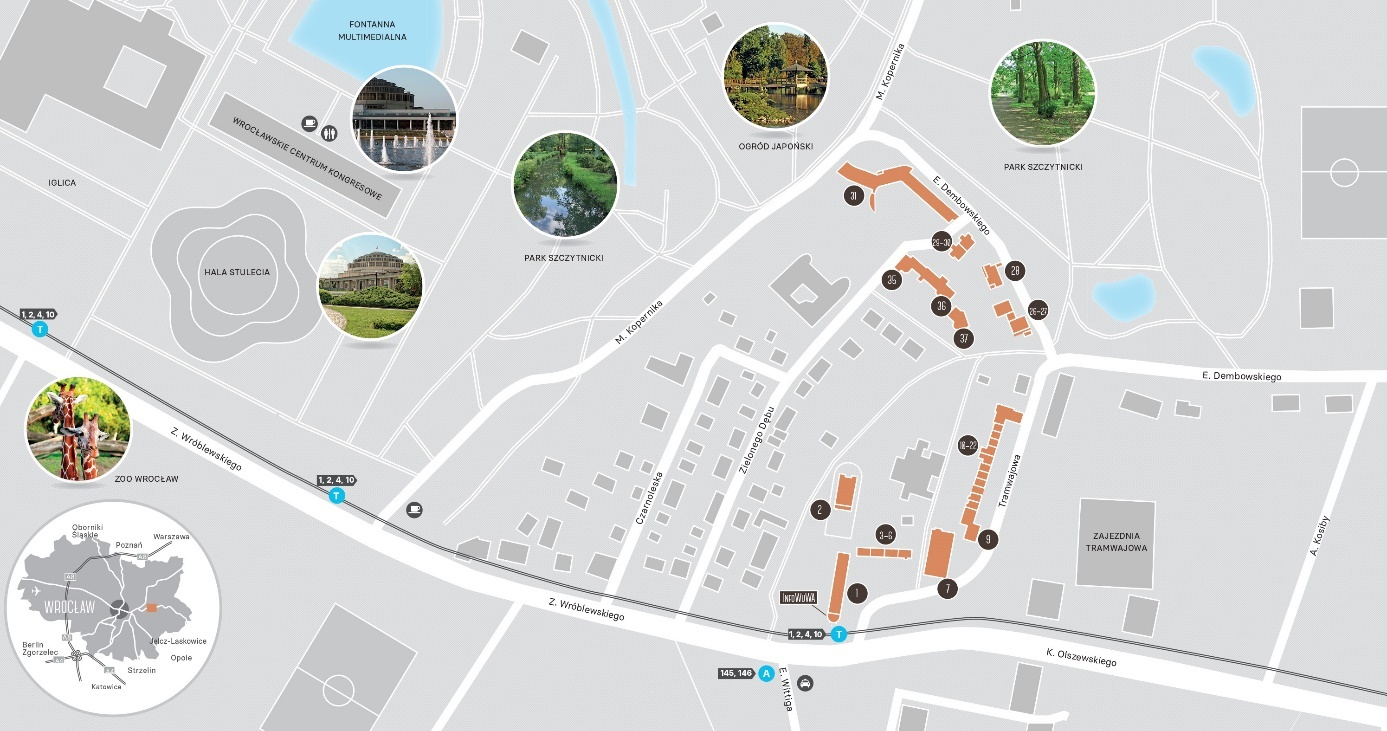 FONTANNA
MULTIMEDIALNA
M. Kopernika
WROCŁAWSKIE CENTRUM KONGRESOWE
OGRÓD JAPOŃSKI
PARK SZCZYTNICKI
IGLICA
31
E. Dembowskiego
29-30
PARK SZCZYTNICKI
HALA STULECIA
35
28
36
26-27
1, 2, 4, 10
T
M. Kopernika
37
E. Dembowskiego
Z. Wróblewskiego
Zielonego Dębu
10-22
ZOO WROCŁAW
1, 2, 4, 10
T
Czarnoleska
Tramwajowa
2
A. Kosiby
3-6
9
ZAJEZDNIA
TRAMWAJOWA
Oborniki
Śląskie
Poznań
Warszawa
A8
A8
WROCŁAW
Jelcz-Laskowice
Berlin
Zgorzelec
Opole
Strzelin
Katowice
Z. Wróblewskiego
INFOWUWA
1
7
1, 2, 4, 10
T
K. Olszewskiego
145, 146
A
E. Wittiga